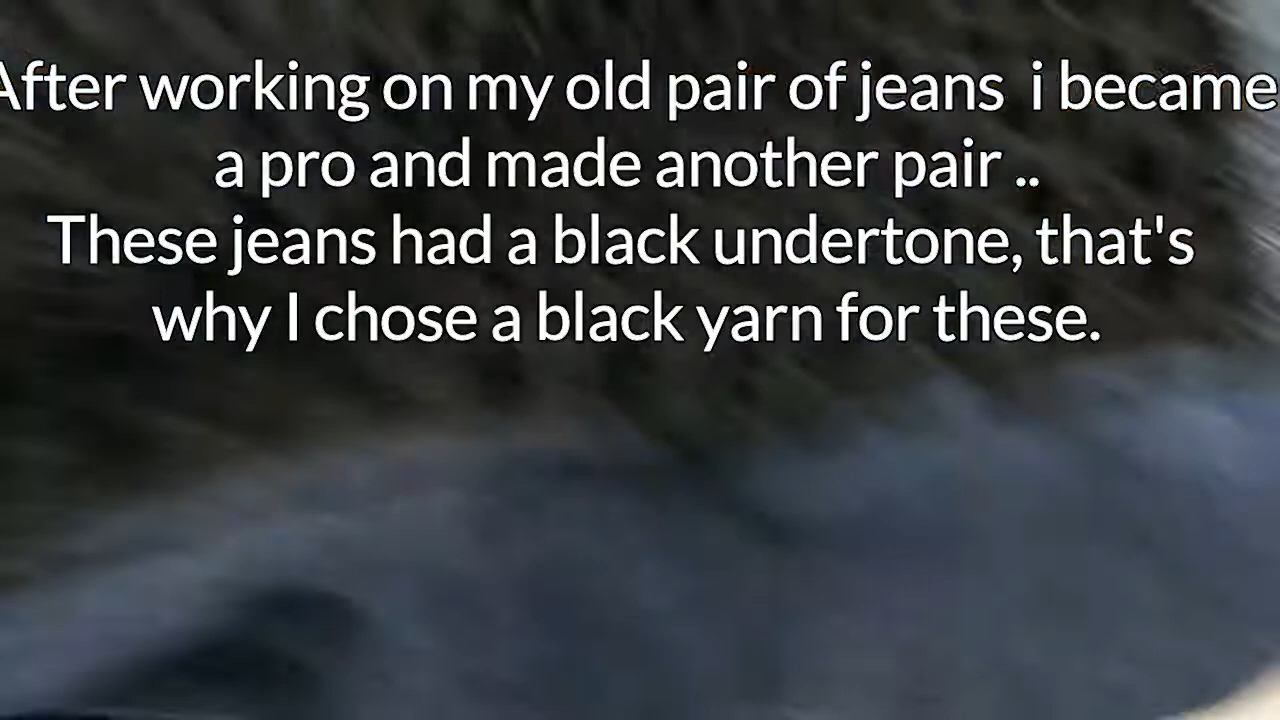 After working on my old pair of jeans  i became
a pro and made another pair ..
These jeans had a black undertone, that's
why I chose a black yarn for these.